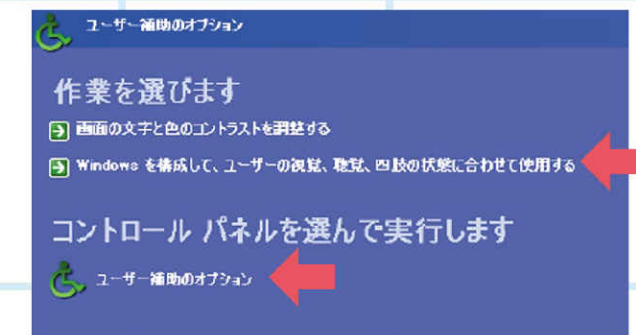 ユーザー補助のオプション
作業を選びます
画面の文字と色のコントラストを調整する
Windows を構成して、ユーザーの視覚、聴覚、四肢の状態に合わせて使用する
コントロール パネルを選んで実行します
ユーザー補助のオプション